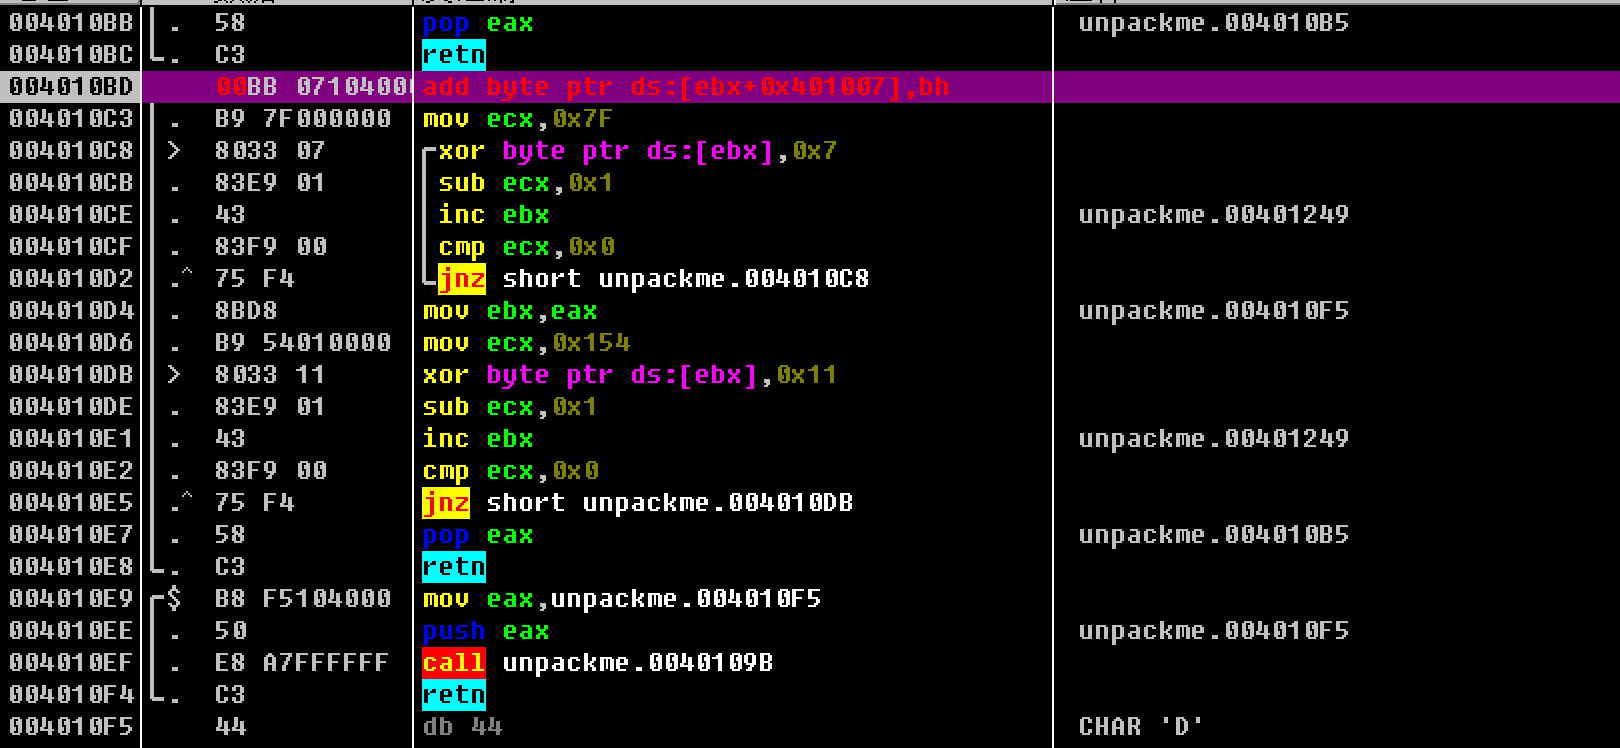 004010BB . 58 pop eax unpackme.004010B5
004010BC . C3 retn
004010BD 00BB 0710400 add byte ptr ds:[ebx+0x401007],bh
004010C3 . B9 7F000000 mov ecx,0x7F
004010C8 > 8033 07 xor byte ptr ds:[ebx],0x7
004010CB . 83E9 01 sub ecx,0x1
004010CE . 43 inc ebx unpackme.00401249
004010CF . 83F9 00 cmp ecx,0x0
004010D2 .^ 75 F4 jnz short unpackme.004010C8
004010D4 . 8BD8 mov ebx,eax unpackme.004010F5
004010D6 . B9 54010000 mov ecx,0x154
004010DB > 8033 11 xor byte ptr ds:[ebx],0x11
004010DE . 83E9 01 sub ecx,0x1
004010E1 . 43 inc ebx unpackme.00401249
004010E2 . 83F9 00 cmp ecx,0x0
004010E5 .^ 75 F4 jnz short unpackme.004010DB
004010E7 . 58 pop eax unpackme.004010B5
004010E8 . C3 retn
004010E9 $ B8 F5104000 mov eax,unpackme.004010F5
004010EE . 50 push eax unpackme.004010F5
004010EF . E8 A7FFFFFF call unpackme.0040109B
004010F4 . C3 retn
004010F5 44 db 44 CHAR 'D'